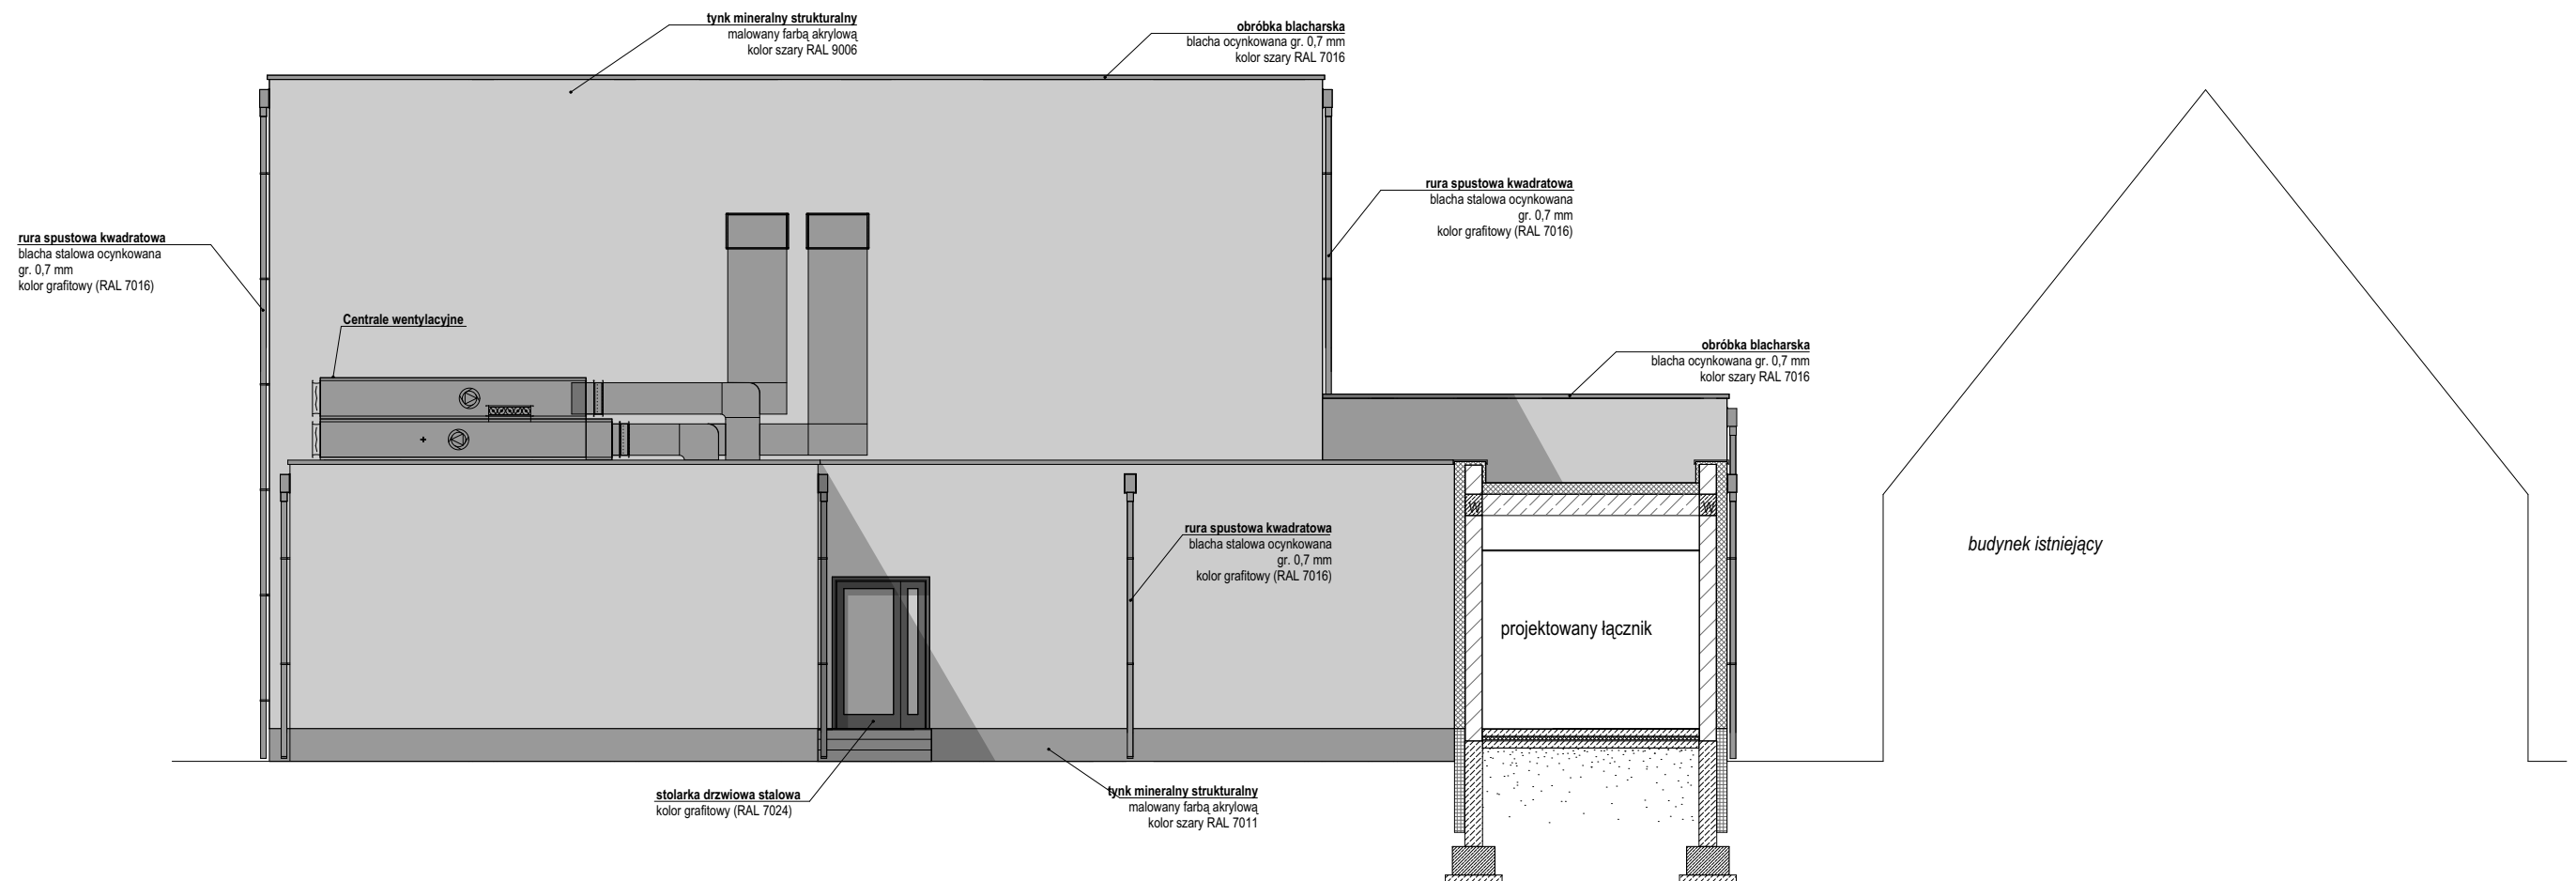 tynk mineralny strukturalny
malowany farbą akrylową
kolor szary RAL 9006
obróbka blacharska
blacha ocynkowana gr. 0,7 mm
kolor szary RAL 7016
rura spustowa kwadratowa
blacha stalowa ocynkowana
gr. 0,7 mm
kolor grafitowy (RAL 7016)
rura spustowa kwadratowa
blacha stalowa ocynkowana
gr. 0,7 mm
kolor grafitowy (RAL 7016)
Centrale wentylacyjne
obróbka blacharska
blacha ocynkowana gr. 0,7 mm
kolor szary RAL 7016
rura spustowa kwadratowa
blacha stalowa ocynkowana
gr. 0,7 mm
kolor grafitowy (RAL 7016)
budynek istniejący
projektowany łącznik
stolarka drzwiowa stalowa
kolor grafitowy (RAL 7024)
tynk mineralny strukturalny
malowany farbą akrylową
kolor szary RAL 7011